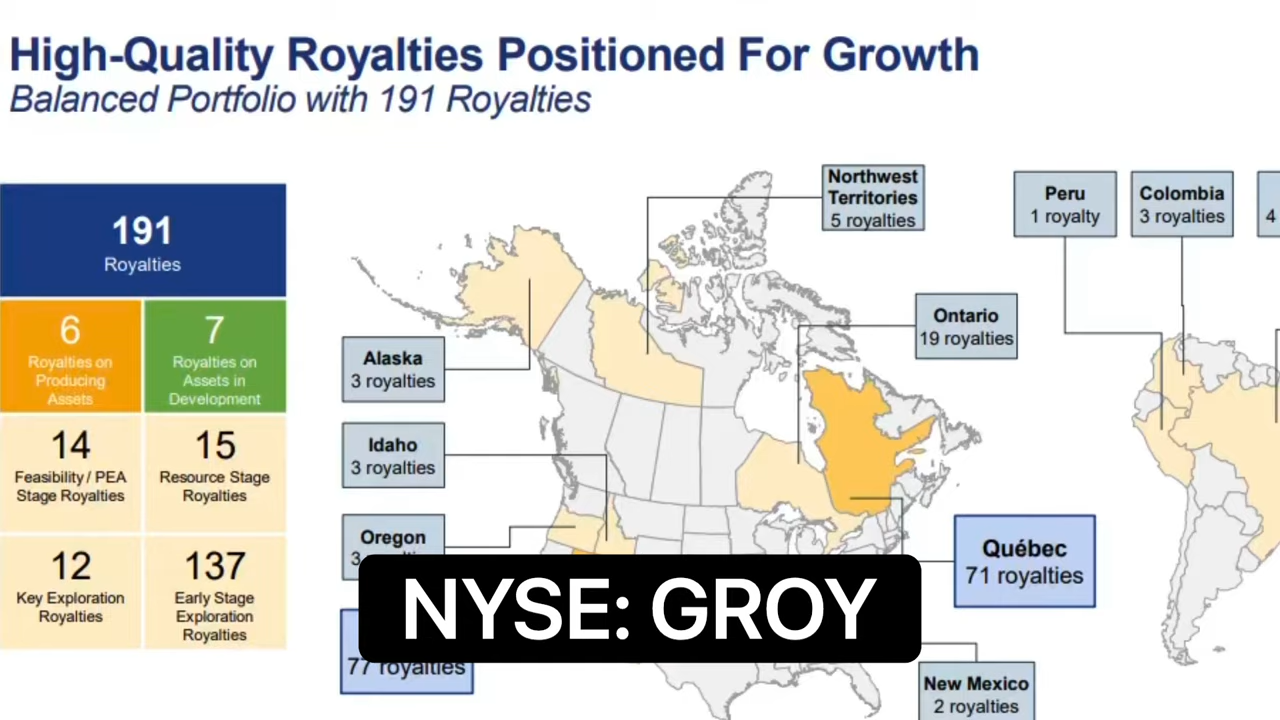 High-Quality Royalties Positioned For Growth
Balanced Portfolio with 191 Royalties
191
Royalties
6
Royalties on
Producing
Assets
7
Royalties on
Assets in
Development
14
Feasibility / PEA
Stage Royalties
15
Resource Stage
Royalties
12
Key Exploration
Royalties
137
Early Stage
Exploration
Royalties
Northwest
Territories
5 royalties
Peru
1 royalty
Colombia
3 royalties
4
Ontario
19 royalties
Alaska
3 royalties
Idaho
3 royalties
Oregon
3
Québec
71 royalties
NYSE: GROY
77 royalties
New Mexico
2 royalties